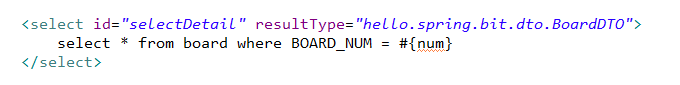 <select id="selectDetail" resultType="hello.spring.bit.dto.BoardDTO">
select * from board where BOARD_NUM = #{num}
</select>